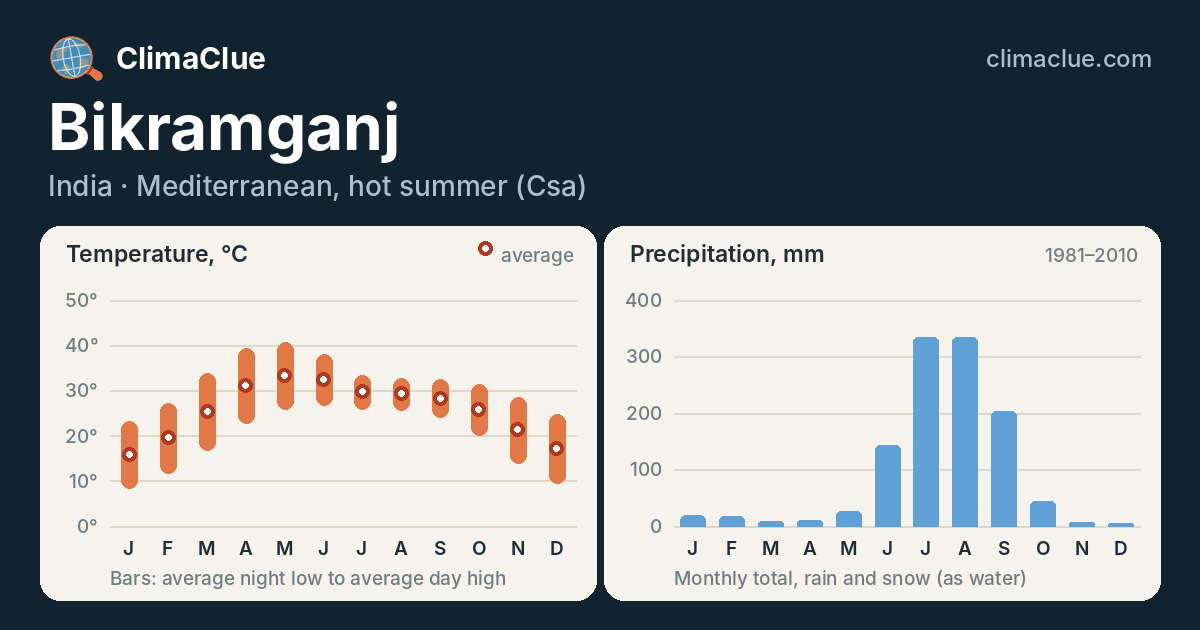 ClimaClue
climaclue.com
Bikramganj
India · Mediterranean, hot summer (Csa)
Temperature, °C
average
50°
40°
30°
20°
10°
0°
J F M A M J J A S O N D
Bars: average night low to average day high
Precipitation, mm
1981–2010
400
300
200
100
0
J F M A M J J A S O N D
Monthly total, rain and snow (as water)